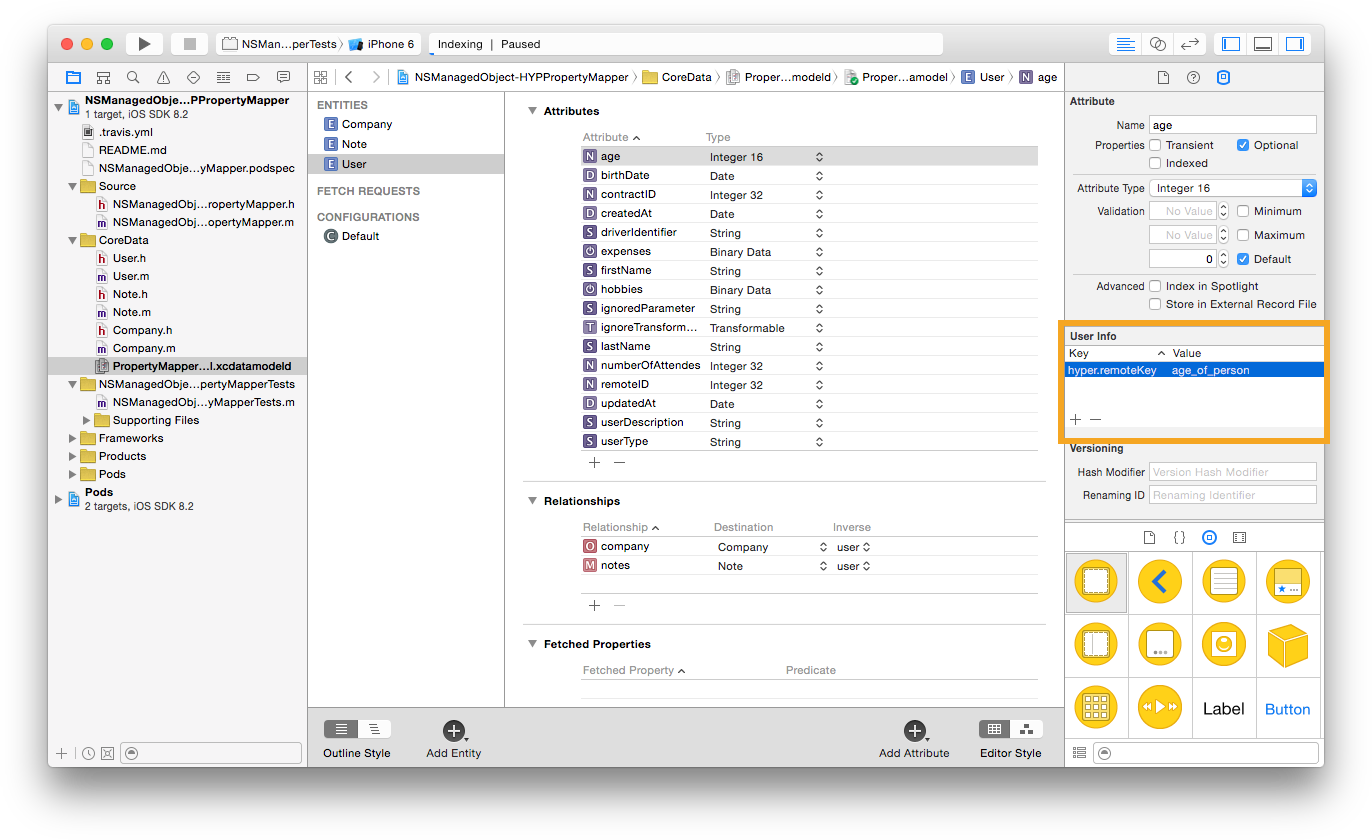 NSMan...perTests⟩ iPhone 6
Indexing | Paused
NSManagedObject-HYPPropertyMapper ⟩ CoreData ⟩ Proper...modeld ⟩ Proper...amodel ⟩ E User ⟩ N age
NSManagedObje...PPropertyMapper
1 target, iOS SDK 8.2
.travis.yml
README.md
NSManagedObje...yMapper.podspec
Source
h NSManagedObj...ropertyMapper.h
m NSManagedObj...opertyMapper.m
CoreData
h User.h
m User.m
h Note.h
m Note.m
h Company.h
m Company.m
PropertyMapper...l.xcdatamodeld
NSManagedObje...pertyMapperTests
m NSManagedObj...yMapperTests.m
Supporting Files
Frameworks
Products
Pods
Pods
2 targets, iOS SDK 8.2
ENTITIES
E Company
E Note
E User
FETCH REQUESTS
CONFIGURATIONS
C Default
Attributes
Attribute Type
N age Integer 16
D birthDate Date
N contractID Integer 32
D createdAt Date
S driverIdentifier String
expenses Binary Data
S firstName String
hobbies Binary Data
S ignoredParameter String
T ignoreTransform... Transformable
S lastName String
N numberOfAttendes Integer 32
N remoteID Integer 32
D updatedAt Date
S userDescription String
S userType String
+ −
Relationships
Relationship Destination Inverse
O company Company user
M notes Note user
+ −
Fetched Properties
Fetched Property Predicate
Outline Style
Add Entity
Add Attribute
Editor Style
Attribute
Name age
Properties Transient Optional
Indexed
Attribute Type Integer 16
Validation No Value Minimum
No Value Maximum
0 Default
Advanced Index in Spotlight
Store in External Record File
User Info
Key Value
hyper.remoteKey age_of_person
+ −
Versioning
Hash Modifier Version Hash Modifier
Renaming ID Renaming Identifier
{ }
Label
Button